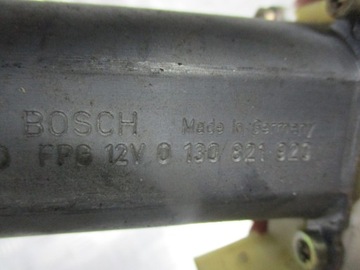 BOSCH Made in Germany
FPG 12V 0 130 821 920